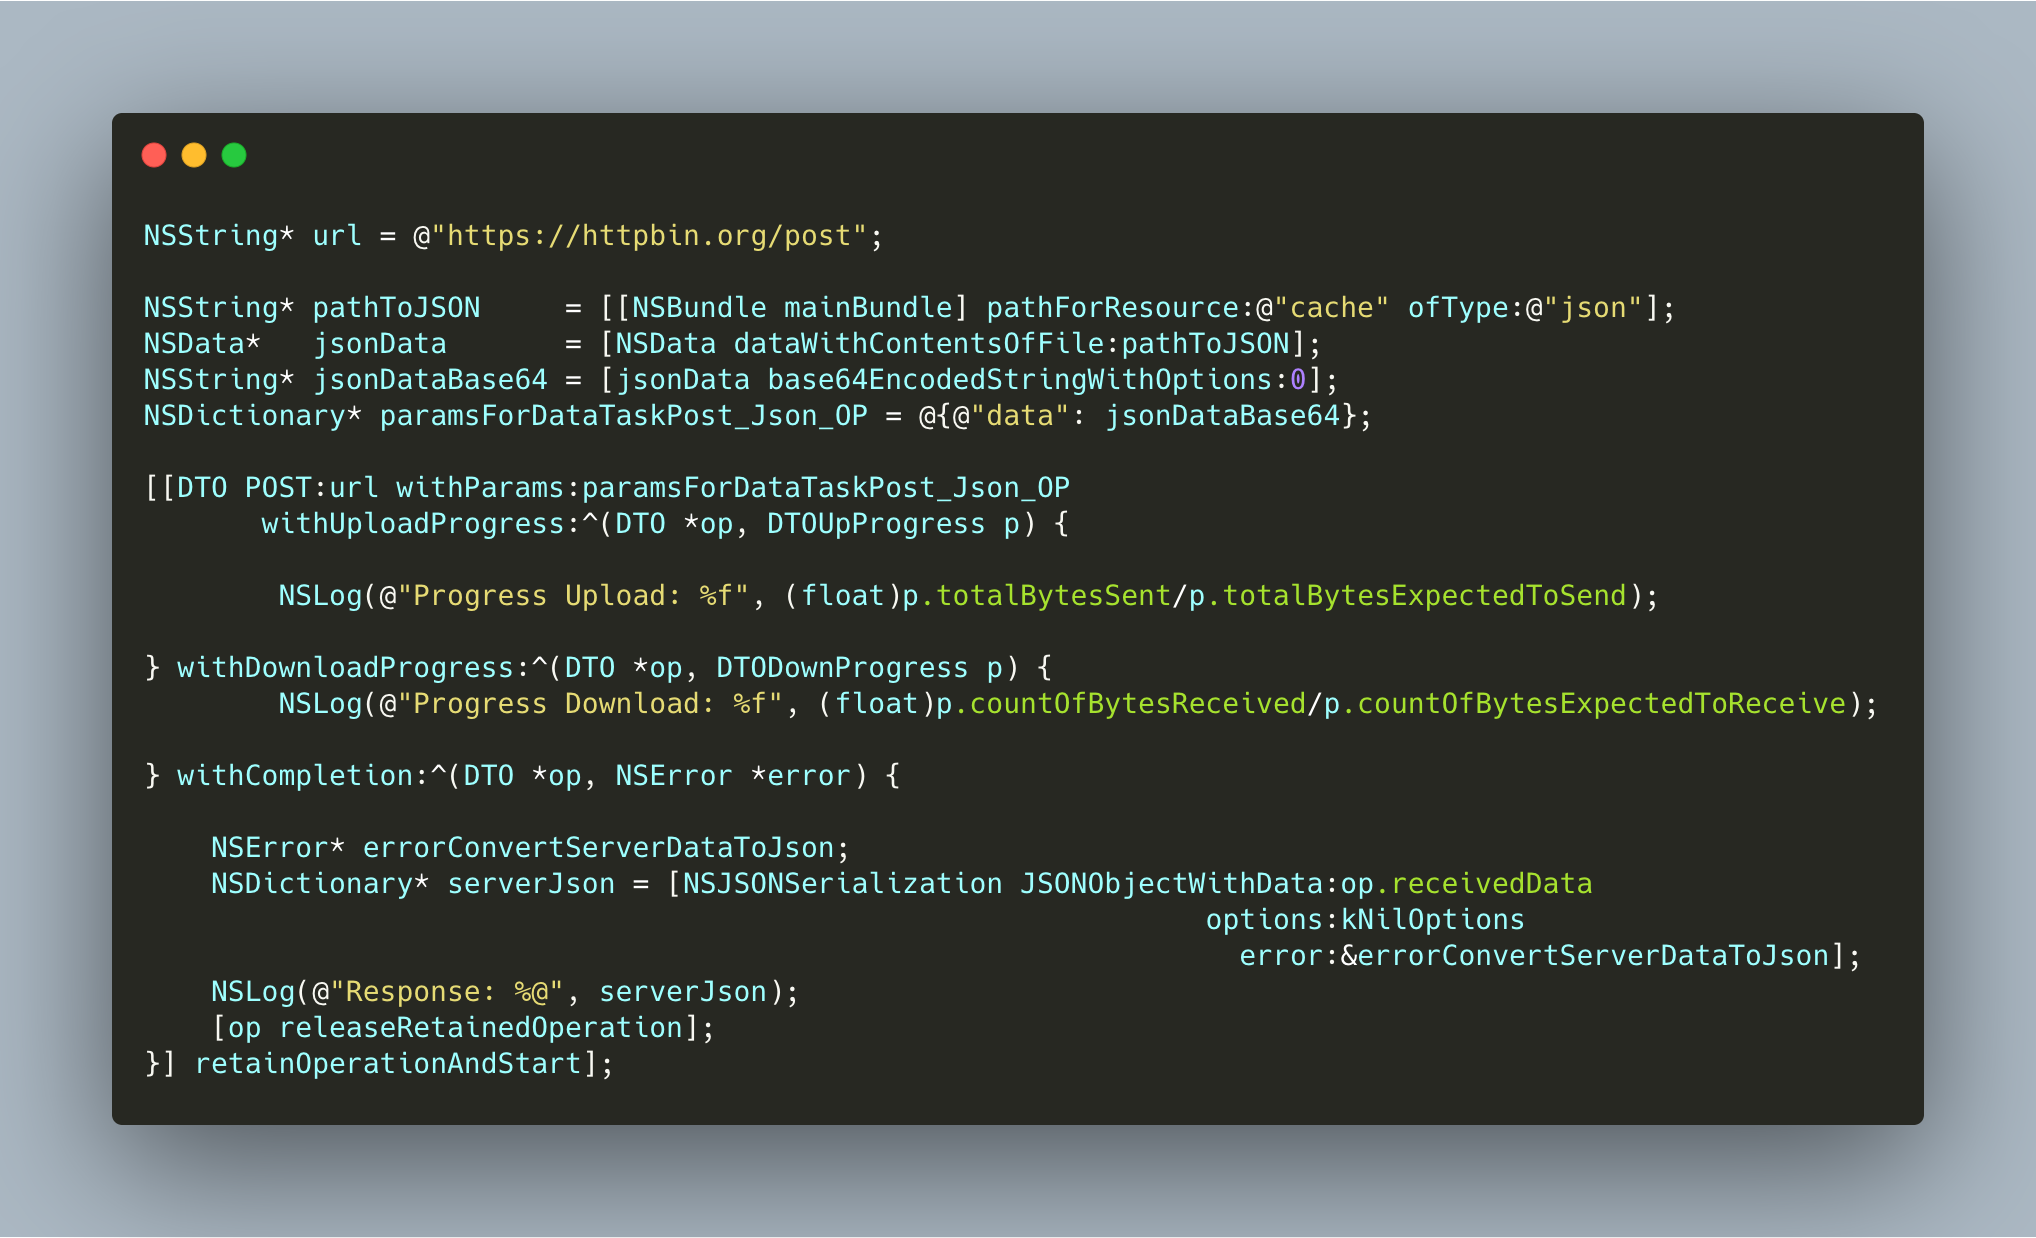 NSString* url = @"https://httpbin.org/post";
NSString* pathToJSON     = [[NSBundle mainBundle] pathForResource:@"cache" ofType:@"json"];
NSData*   jsonData       = [NSData dataWithContentsOfFile:pathToJSON];
NSString* jsonDataBase64 = [jsonData base64EncodedStringWithOptions:0];
NSDictionary* paramsForDataTaskPost_Json_OP = @{@"data": jsonDataBase64};
[[DTO POST:url withParams:paramsForDataTaskPost_Json_OP
       withUploadProgress:^(DTO *op, DTOUpProgress p) {
        NSLog(@"Progress Upload: %f", (float)p.totalBytesSent/p.totalBytesExpectedToSend);
} withDownloadProgress:^(DTO *op, DTODownProgress p) {
        NSLog(@"Progress Download: %f", (float)p.countOfBytesReceived/p.countOfBytesExpectedToReceive);
} withCompletion:^(DTO *op, NSError *error) {
    NSError* errorConvertServerDataToJson;
    NSDictionary* serverJson = [NSJSONSerialization JSONObjectWithData:op.receivedData
                                                               options:kNilOptions
                                                                 error:&errorConvertServerDataToJson];
    NSLog(@"Response: %@", serverJson);
    [op releaseRetainedOperation];
}] retainOperationAndStart];